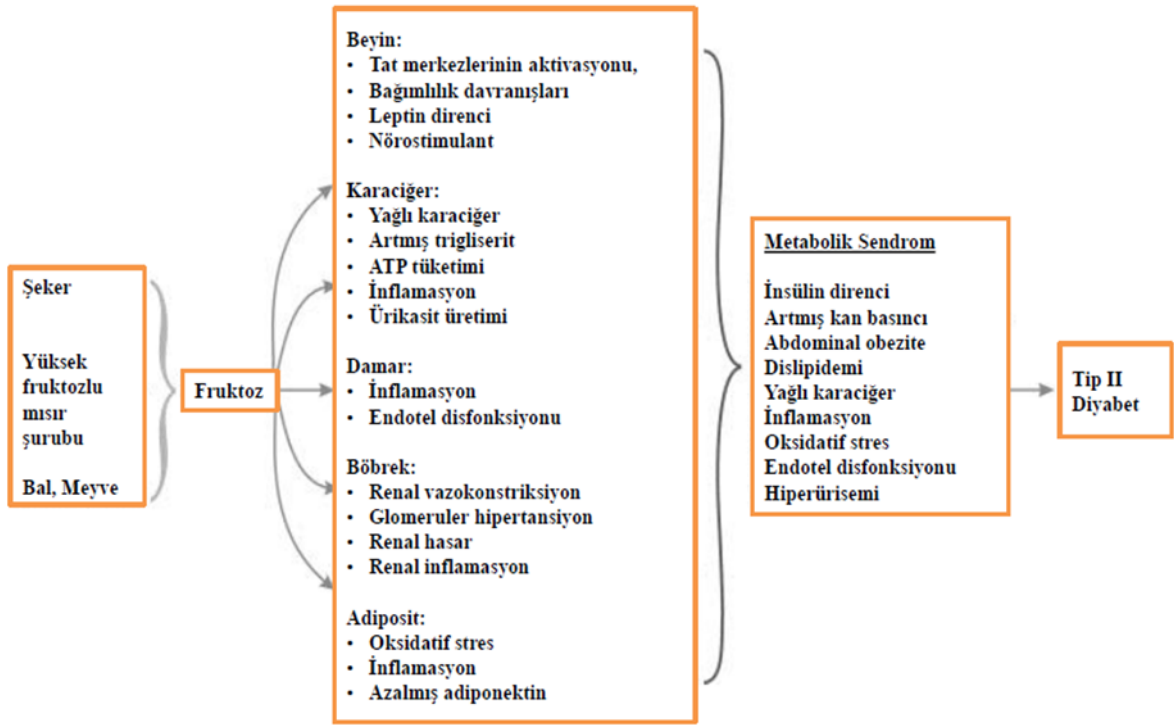 Şeker
Yüksek
fruktozlu
mısır
şurubu
Bal, Meyve
Fruktoz
Beyin:
• Tat merkezlerinin aktivasyonu,
• Bağımlılık davranışları
• Leptin direnci
• Nörostimulant
Karaciğer:
• Yağlı karaciğer
• Artmış trigliserit
• ATP tüketimi
• İnflamasyon
• Ürikasit üretimi
Damar:
• İnflamasyon
• Endotel disfonksiyonu
Böbrek:
• Renal vazokonstriksiyon
• Glomeruler hipertansiyon
• Renal hasar
• Renal inflamasyon
Adiposit:
• Oksidatif stres
• İnflamasyon
• Azalmış adiponektin
Metabolik Sendrom
İnsülin direnci
Artmış kan basıncı
Abdominal obezite
Dislipidemi
Yağlı karaciğer
İnflamasyon
Oksidatif stres
Endotel disfonksiyonu
Hiperürisemi
Tip II
Diyabet